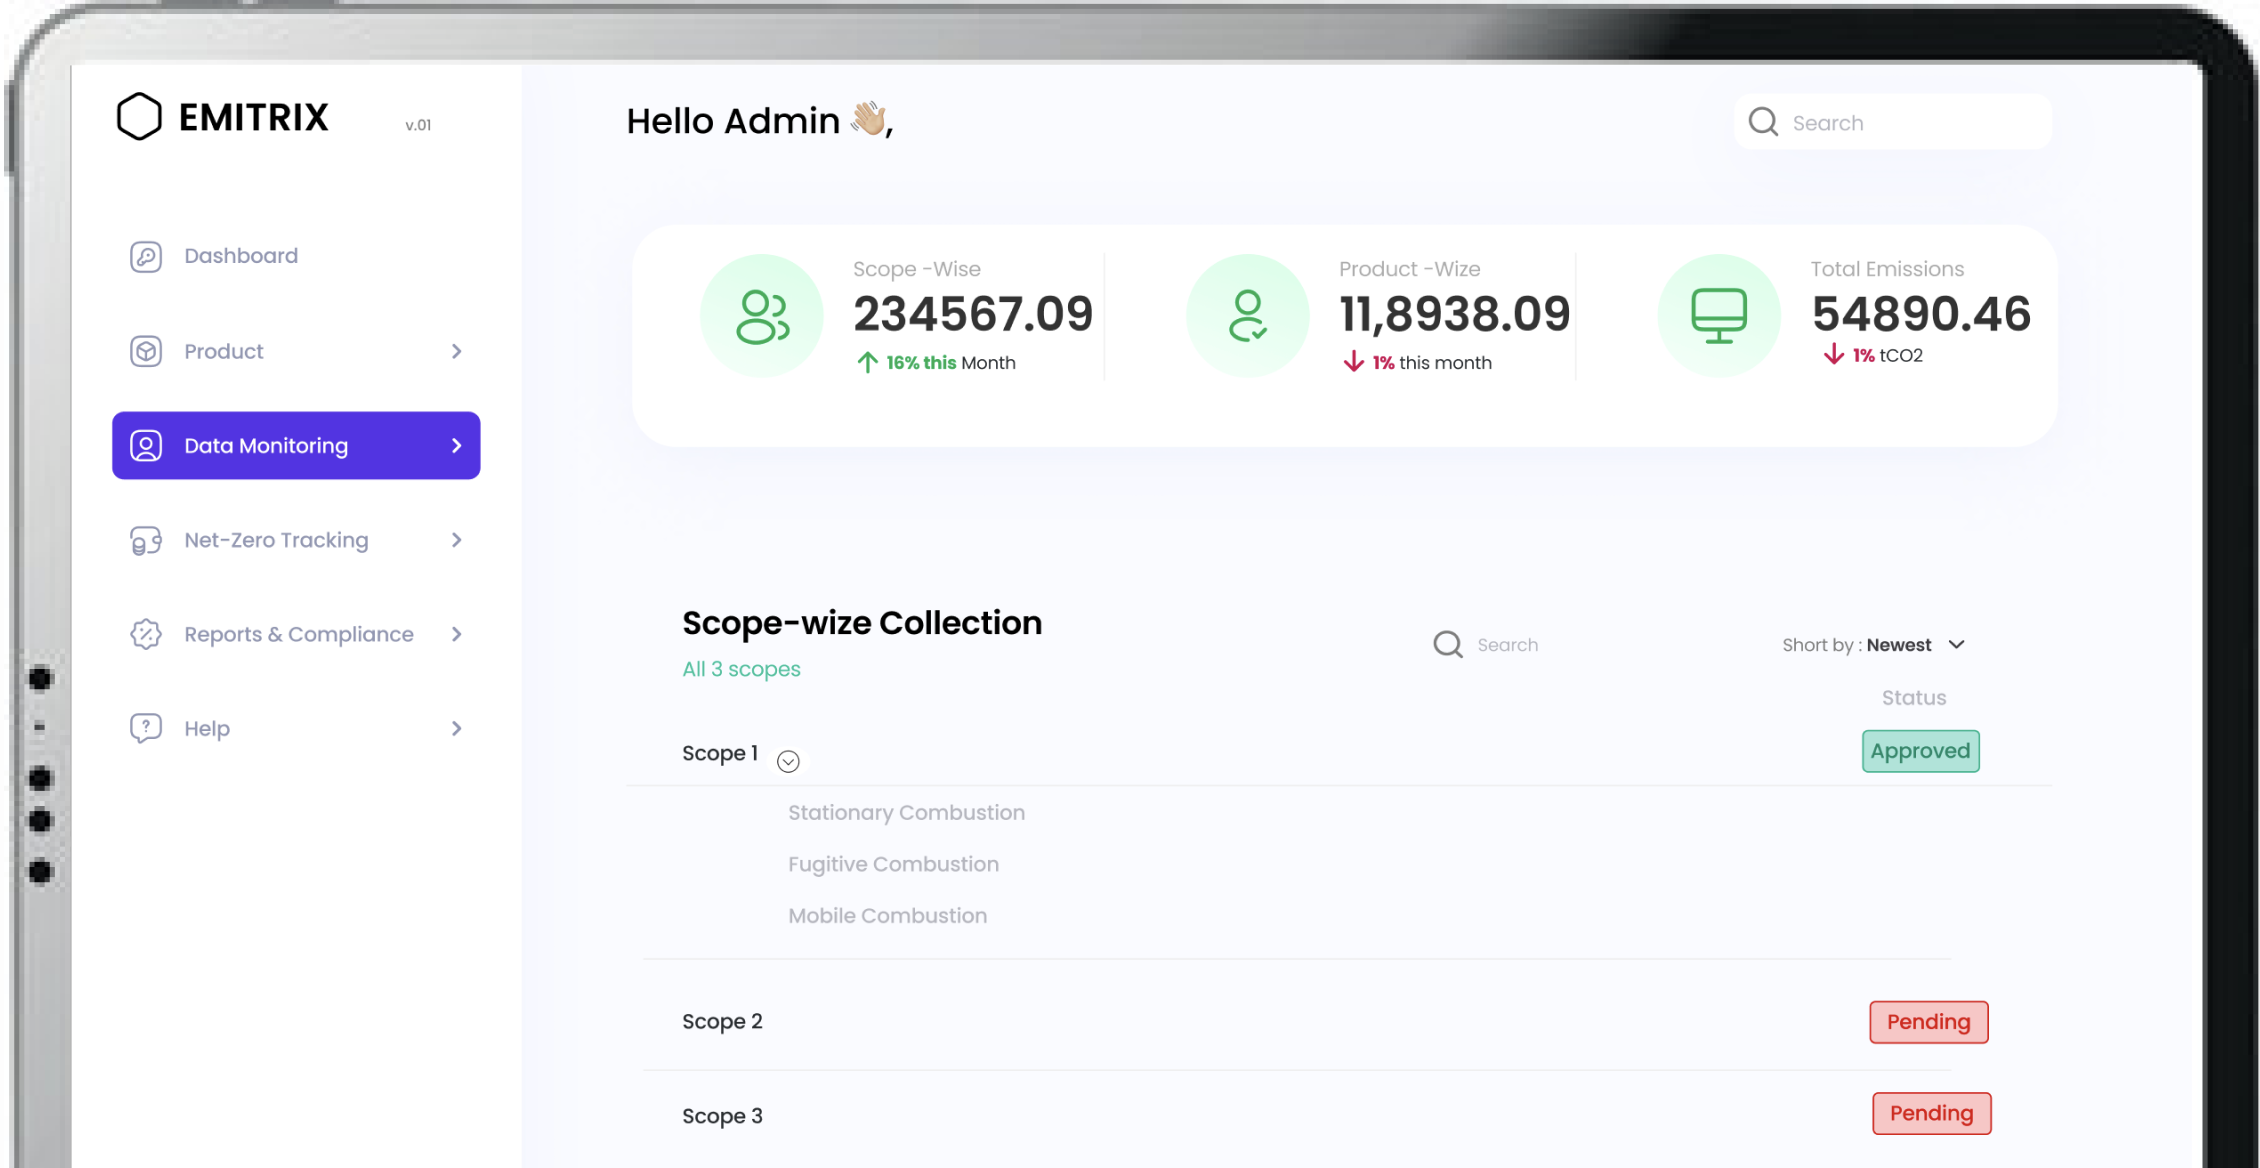 EMITRIX v.01
Hello Admin 👋🏼,
Search
Dashboard
Product
Data Monitoring
Net-Zero Tracking
Reports & Compliance
Help
Scope -Wise
234567.09
16% this Month
Product -Wize
11,8938.09
1% this month
Total Emissions
54890.46
1% tCO2
Scope-wize Collection
All 3 scopes
Search
Short by : Newest
Status
Scope 1
Approved
Stationary Combustion
Fugitive Combustion
Mobile Combustion
Scope 2
Pending
Scope 3
Pending